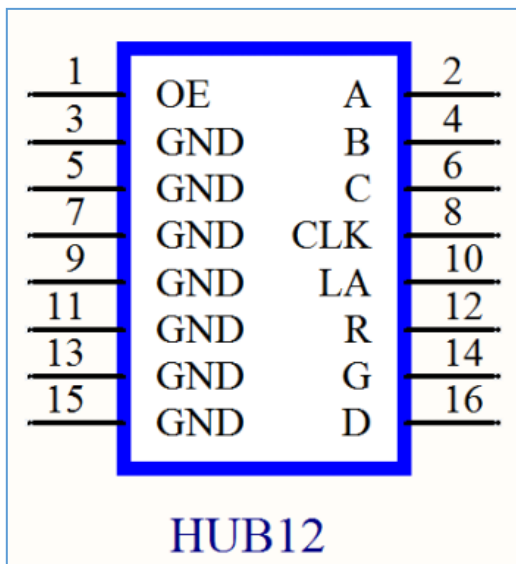 1 OE A 2
3 GND B 4
5 GND C 6
7 GND CLK 8
9 GND LA 10
11 GND R 12
13 GND G 14
15 GND D 16
HUB12